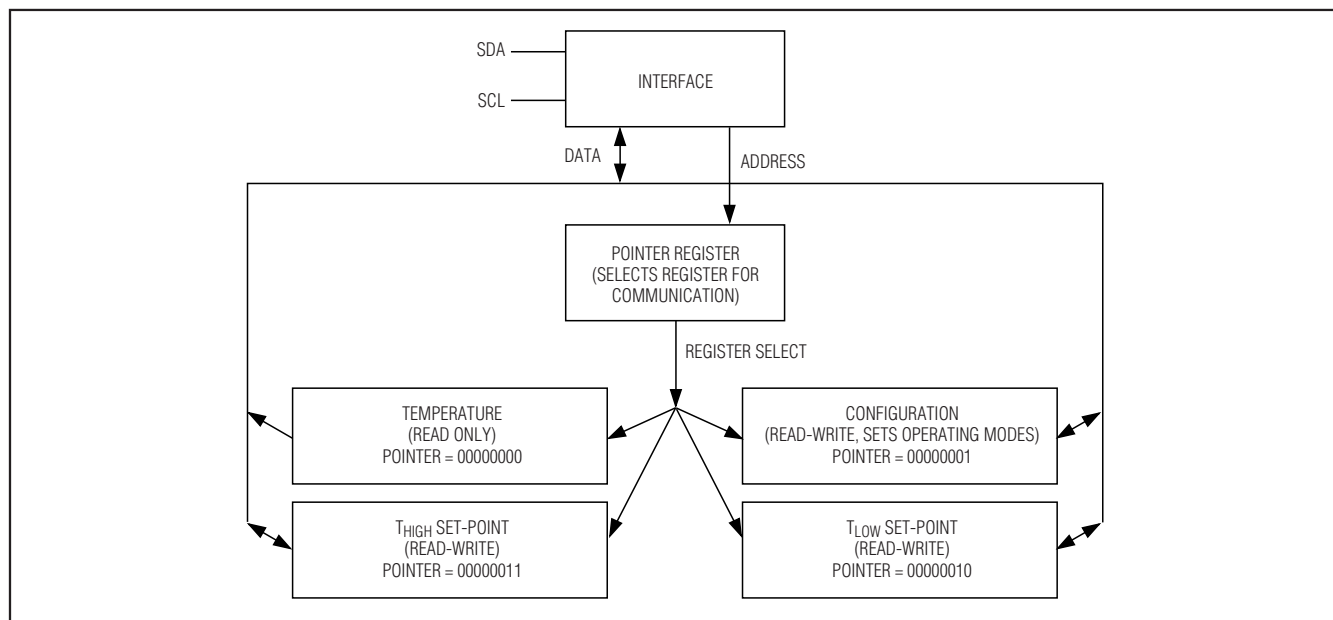 SDA
INTERFACE
SCL
DATA
ADDRESS
POINTER REGISTER
(SELECTS REGISTER FOR
COMMUNICATION)
REGISTER SELECT
TEMPERATURE
(READ ONLY)
POINTER = 00000000
CONFIGURATION
(READ-WRITE, SETS OPERATING MODES)
POINTER = 00000001
THIGH SET-POINT
(READ-WRITE)
POINTER = 00000011
TLOW SET-POINT
(READ-WRITE)
POINTER = 00000010